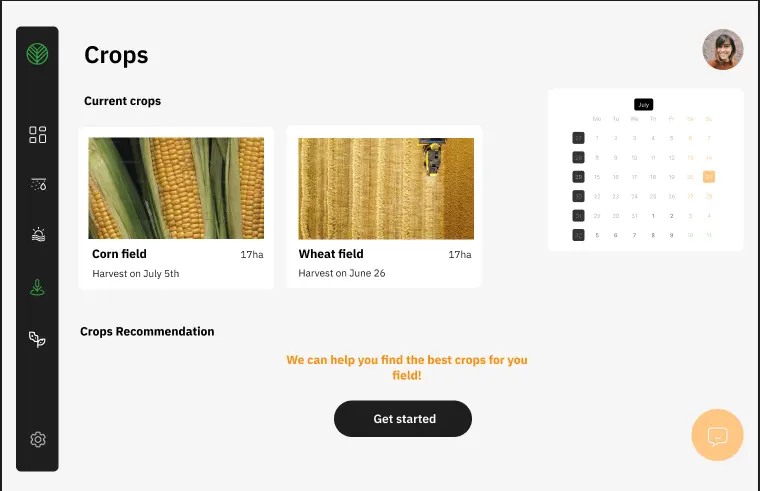 Crops
Current crops
July
Mo Tu We Th Fr Sa Su
27 1 2 3 4 5 6 7
28 8 9 10 11 12 13 14
29 15 16 17 18 19 20 21
30 22 23 24 25 26 27 28
31 29 30 31 1 2 3 4
32 5 6 7 8 9 10 11
Corn field 17ha
Harvest on July 5th
Wheat field 17ha
Harvest on June 26
Crops Recommendation
We can help you find the best crops for you
field!
Get started